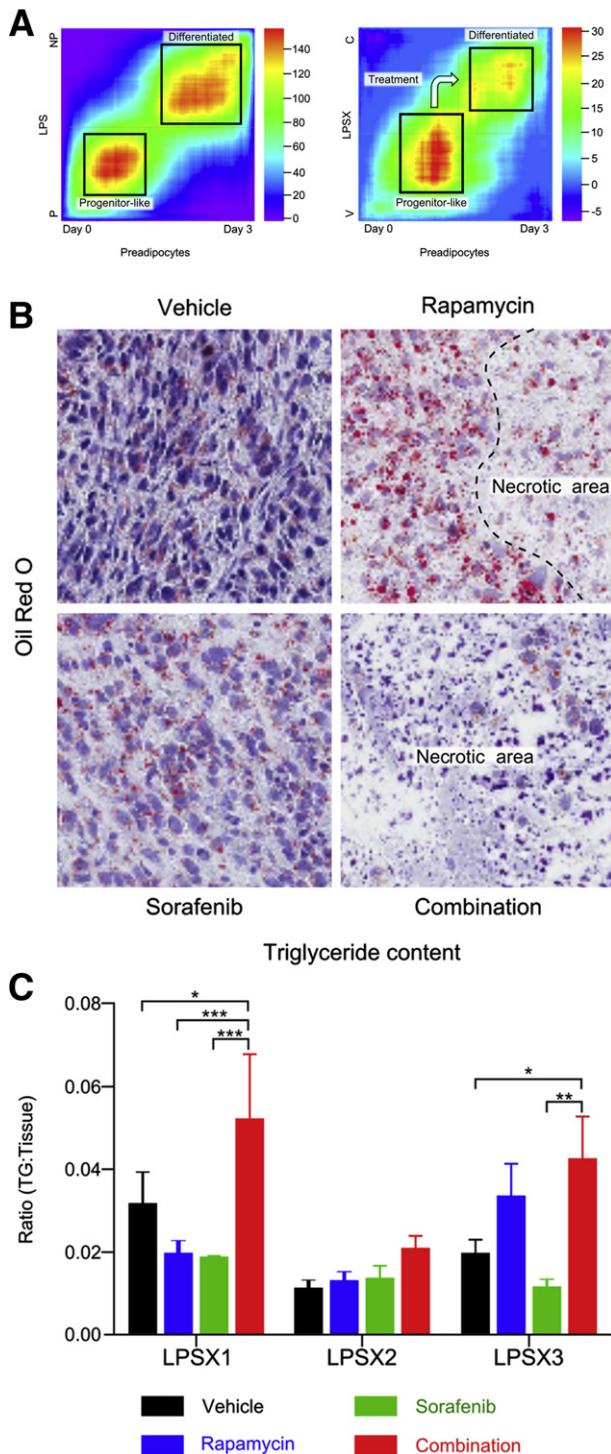 A
NP
LPS
P
Differentiated
Progenitor-like
Day 0
Day 3
Preadipocytes
140
120
100
80
60
40
20
0
C
LPSX
V
Differentiated
Treatment
Progenitor-like
Day 0
Day 3
Preadipocytes
30
25
20
15
10
5
0
-5
B
Vehicle
Rapamycin
Oil Red O
Necrotic area
Necrotic area
Sorafenib
Combination
C
Triglyceride content
Ratio (TG:Tissue)
0.08
0.06
0.04
0.02
0.00
*
***
***
*
**
LPSX1
LPSX2
LPSX3
Vehicle
Sorafenib
Rapamycin
Combination